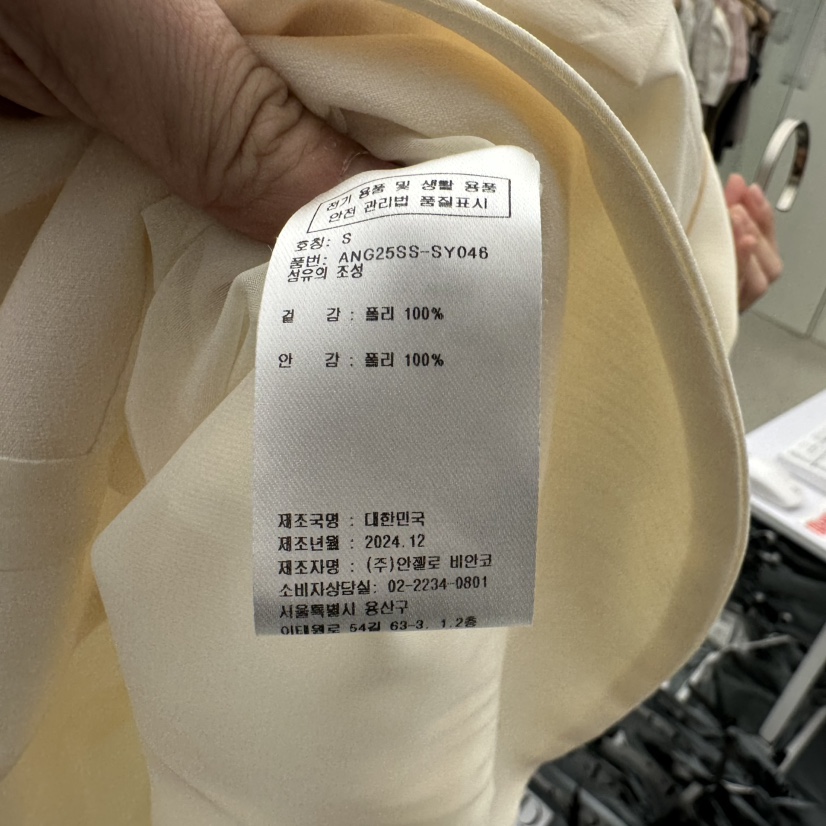 전기 용품 및 생활 용품
안전 관리법 품질표시
호칭: S
품번: ANG25SS-SY046
섬유의 조성
겉 감 : 폴리 100%
안 감 : 폴리 100%
제조국명 : 대한민국
제조년월 : 2024.12
제조자명 : (주)안젤로 비안코
소비자상담실: 02-2234-0801
서울특별시 용산구
이태원로 54길 63-3, 1.2층